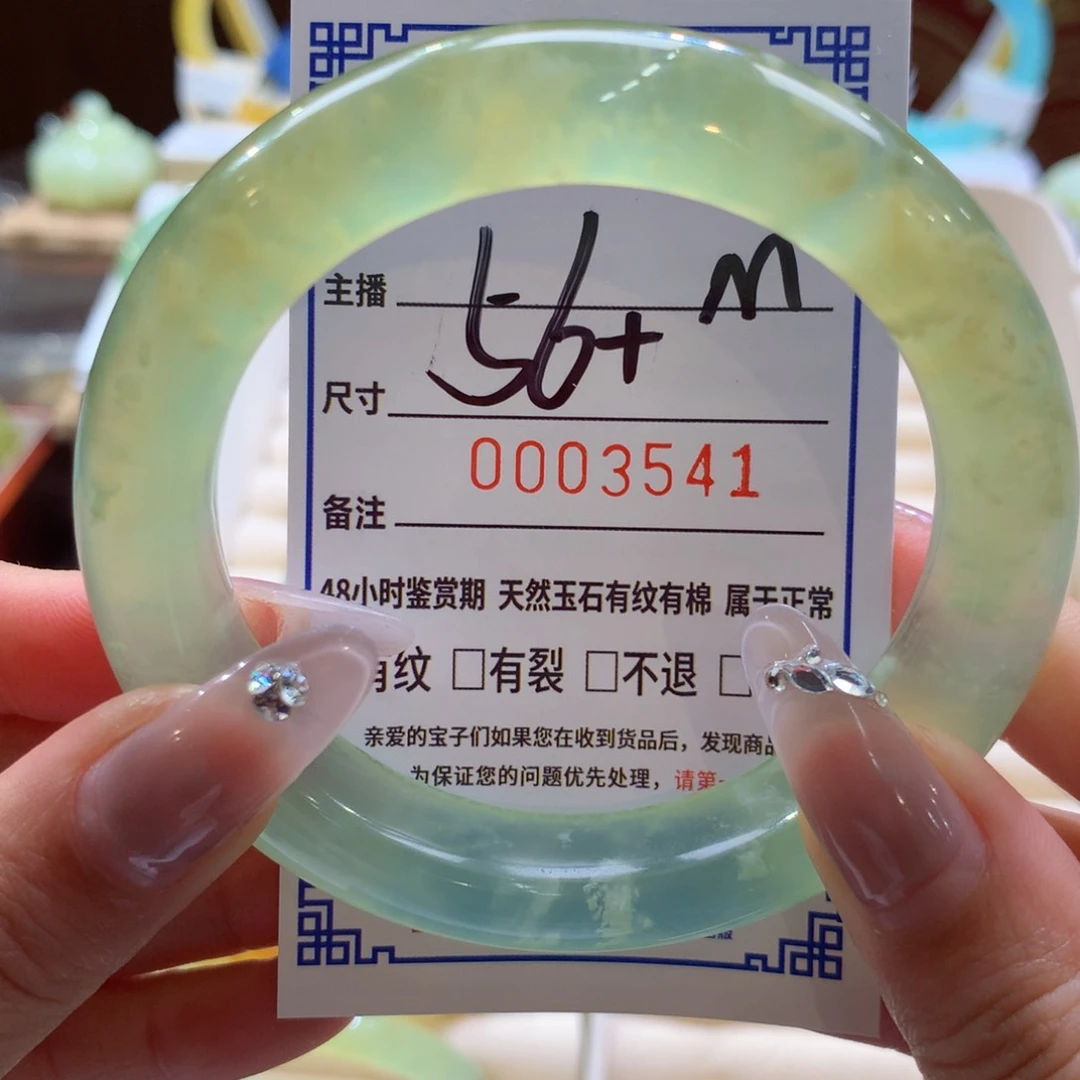 主播 M
尺寸 56+
0003541
备注
48小时鉴赏期 天然玉石有纹有棉 属于正常
有纹 □有裂 □不退 □
亲爱的宝子们如果您在收到货品后，发现商品
为保证您的问题优先处理，请第一